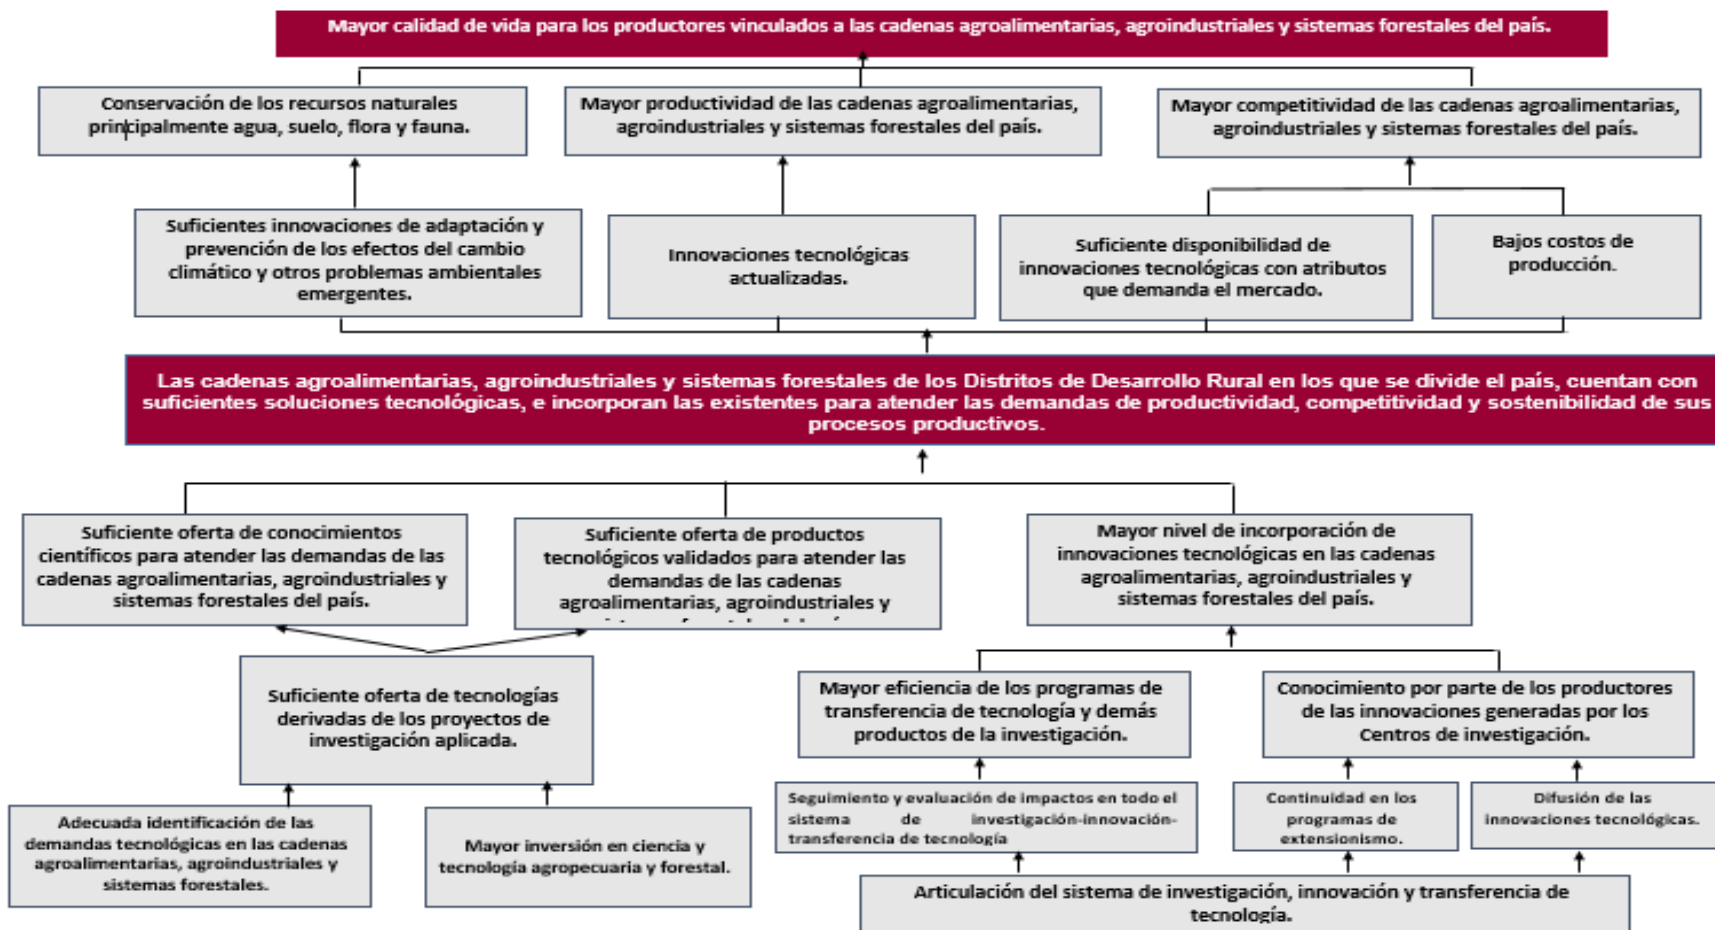 Mayor calidad de vida para los productores vinculados a las cadenas agroalimentarias, agroindustriales y sistemas forestales del país.
Conservación de los recursos naturales
principalmente agua, suelo, flora y fauna.
Mayor productividad de las cadenas agroalimentarias,
agroindustriales y sistemas forestales del país.
Mayor competitividad de las cadenas agroalimentarias,
agroindustriales y sistemas forestales del país.
Suficientes innovaciones de adaptación y
prevención de los efectos del cambio
climático y otros problemas ambientales
emergentes.
Innovaciones tecnológicas
actualizadas.
Suficiente disponibilidad de
innovaciones tecnológicas con atributos
que demanda el mercado.
Bajos costos de
producción.
Las cadenas agroalimentarias, agroindustriales y sistemas forestales de los Distritos de Desarrollo Rural en los que se divide el país, cuentan con
suficientes soluciones tecnológicas, e incorporan las existentes para atender las demandas de productividad, competitividad y sostenibilidad de sus
procesos productivos.
Suficiente oferta de conocimientos
científicos para atender las demandas de las
cadenas agroalimentarias, agroindustriales y
sistemas forestales del país.
Suficiente oferta de productos
tecnológicos validados para atender las
demandas de las cadenas
agroalimentarias, agroindustriales y
Mayor nivel de incorporación de
innovaciones tecnológicas en las cadenas
agroalimentarias, agroindustriales y
sistemas forestales del país.
Suficiente oferta de tecnologías
derivadas de los proyectos de
investigación aplicada.
Mayor eficiencia de los programas de
transferencia de tecnología y demás
productos de la investigación.
Conocimiento por parte de los productores
de las innovaciones generadas por los
Centros de investigación.
Adecuada identificación de las
demandas tecnológicas en las cadenas
agroalimentarias, agroindustriales y
sistemas forestales.
Mayor inversión en ciencia y
tecnología agropecuaria y forestal.
Seguimiento y evaluación de impactos en todo el
sistema de investigación-innovación-
transferencia de tecnología
Continuidad en los
programas de
extensionismo.
Difusión de las
innovaciones tecnológicas.
Articulación del sistema de investigación, innovación y transferencia de
tecnología.